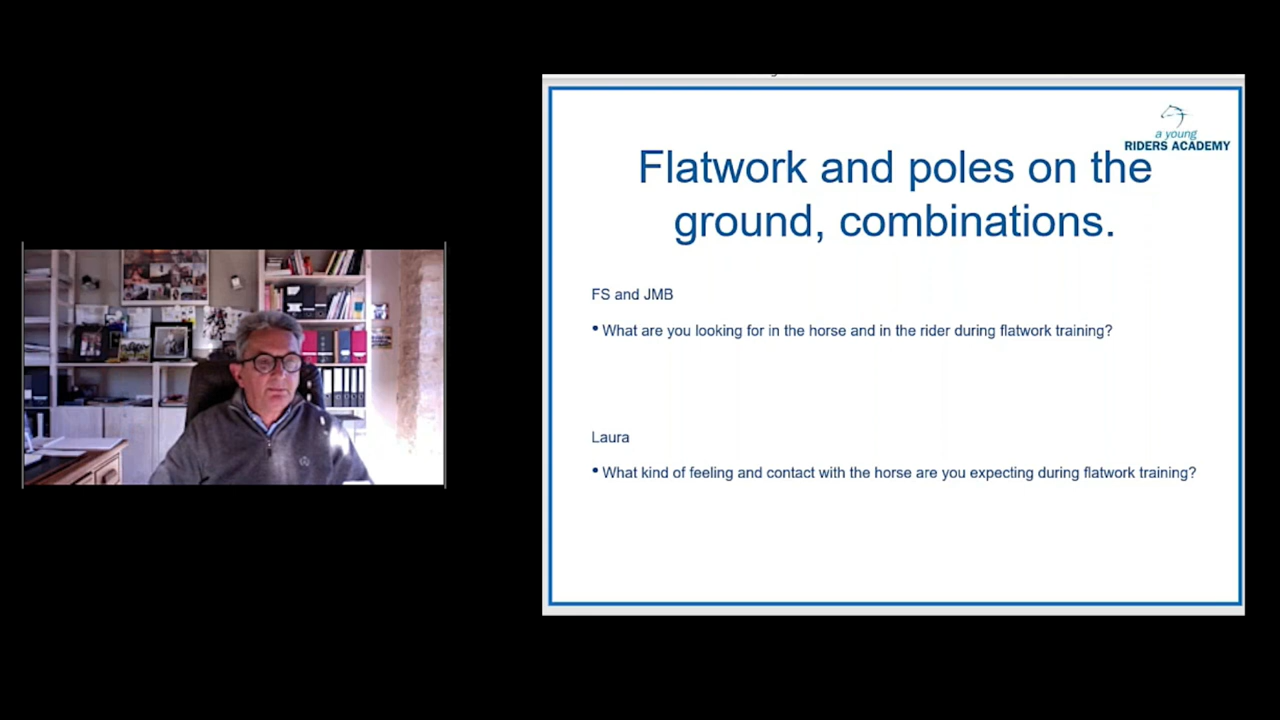 a young
RIDERS ACADEMY
Flatwork and poles on the
ground, combinations.
FS and JMB
• What are you looking for in the horse and in the rider during flatwork training?
Laura
• What kind of feeling and contact with the horse are you expecting during flatwork training?